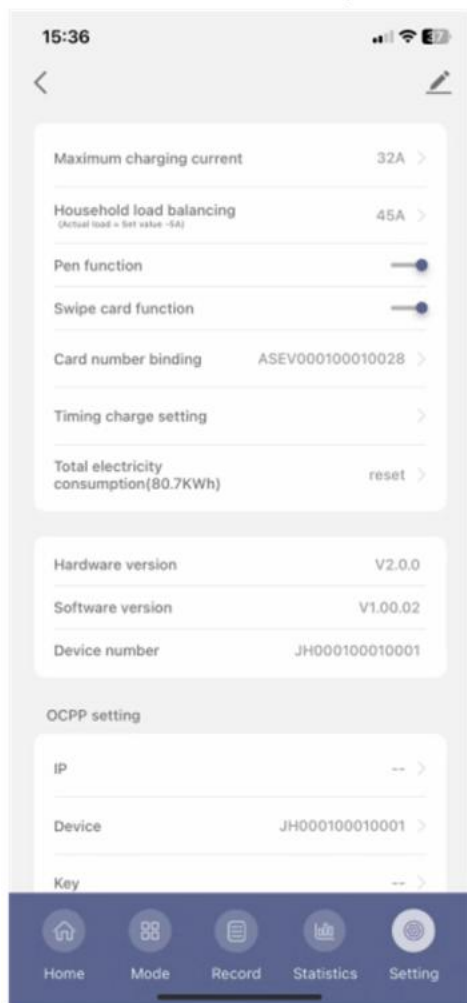 15:36
37
Maximum charging current 32A
Household load balancing 45A
(Actual load = Set value -5A)
Pen function
Swipe card function
Card number binding ASEV000100010028
Timing charge setting
Total electricity
consumption(80.7KWh) reset
Hardware version V2.0.0
Software version V1.00.02
Device number JH000100010001
OCPP setting
IP --
Device JH000100010001
Key --
Home Mode Record Statistics Setting